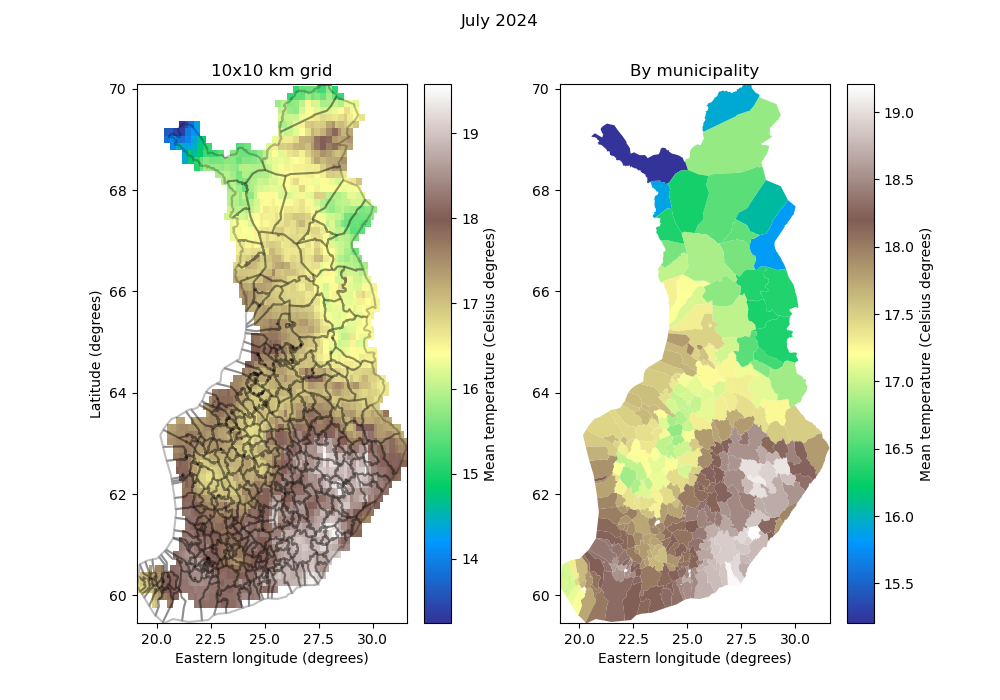 July 2024
10x10 km grid
By municipality
Latitude (degrees)
70
68
66
64
62
60
20.0 22.5 25.0 27.5 30.0
Eastern longitude (degrees)
19
18
17
16
15
14
Mean temperature (Celsius degrees)
70
68
66
64
62
60
20.0 22.5 25.0 27.5 30.0
Eastern longitude (degrees)
19.0
18.5
18.0
17.5
17.0
16.5
16.0
15.5
Mean temperature (Celsius degrees)